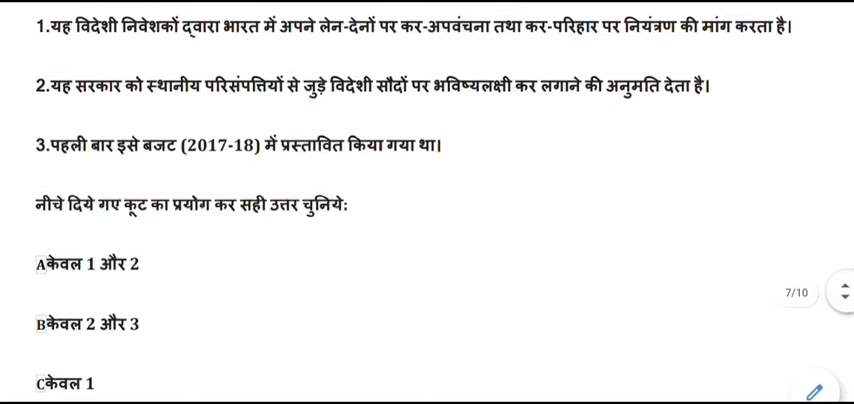 1.यह विदेशी निवेशकों द्वारा भारत में अपने लेन-देनों पर कर-अपवंचना तथा कर-परिहार पर नियंत्रण की मांग करता है।
2.यह सरकार को स्थानीय परिसंपत्तियों से जुड़े विदेशी सौदों पर भविष्यलक्षी कर लगाने की अनुमति देता है।
3.पहली बार इसे बजट (2017-18) में प्रस्तावित किया गया था।
नीचे दिये गए कूट का प्रयोग कर सही उत्तर चुनिये:
Aकेवल 1 और 2
7/10
Bकेवल 2 और 3
Cकेवल 1